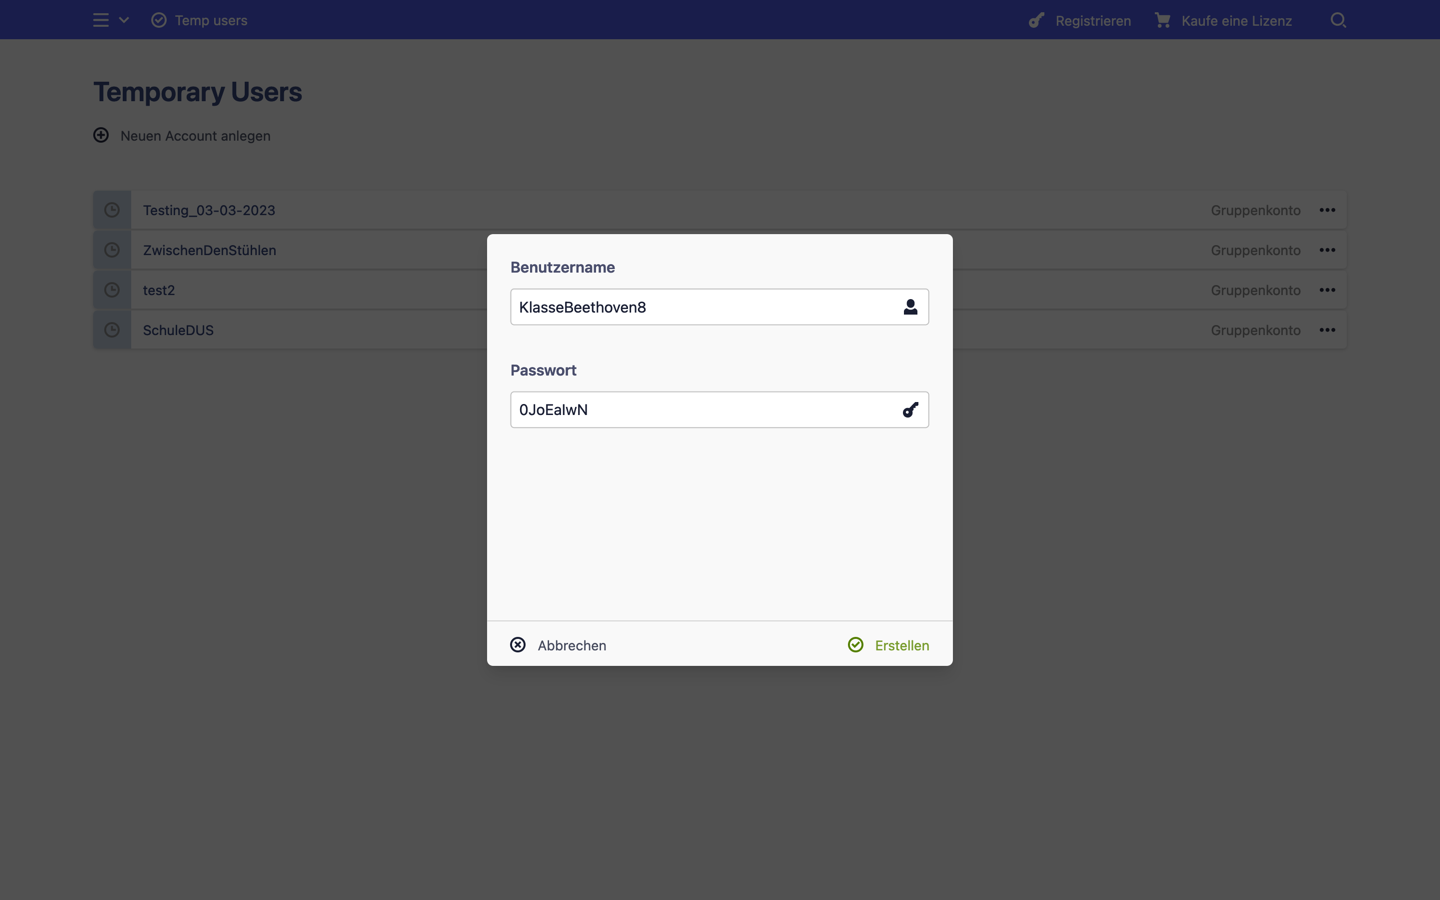 Temp users
Registrieren
Kaufe eine Lizenz
Temporary Users
Neuen Account anlegen
Testing_03-03-2023
Gruppenkonto
ZwischenDenStühlen
Gruppenkonto
test2
Gruppenkonto
SchuleDUS
Gruppenkonto
Benutzername
KlasseBeethoven8
Passwort
0JoEalwN
Abbrechen
Erstellen